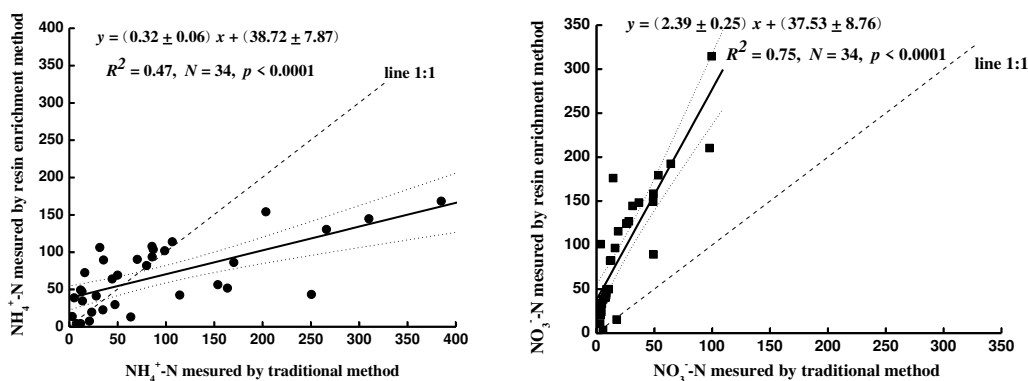 y = (0.32 ± 0.06) x + (38.72 ± 7.87)
R² = 0.47, N = 34, p < 0.0001
line 1:1
NH₄⁺-N mesured by resin enrichment method
400
350
300
250
200
150
100
50
0
0 50 100 150 200 250 300 350 400
NH₄⁺-N mesured by traditional method
y = (2.39 ± 0.25) x + (37.53 ± 8.76)
R² = 0.75, N = 34, p < 0.0001
line 1:1
NO₃⁻-N mesured by resin enrichment method
350
300
250
200
150
100
50
0
0 50 100 150 200 250 300 350
NO₃⁻-N mesured by traditional method